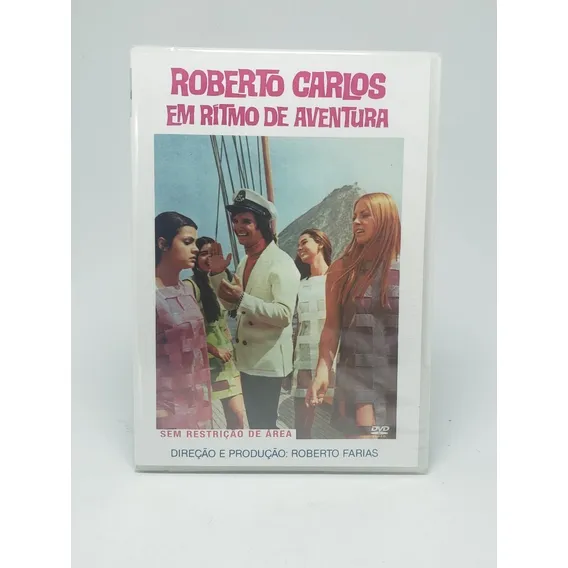 ROBERTO CARLOS
EM RITMO DE AVENTURA
SEM RESTRIÇÃO DE ÁREA
DVD
DIREÇÃO E PRODUÇÃO: ROBERTO FARIAS